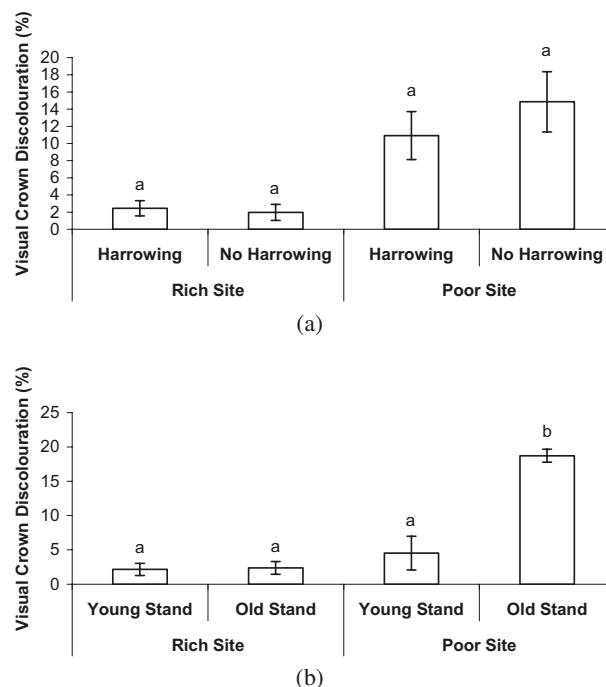 Visual Crown Discolouration (%)
20
18
16
14
12
10
8
6
4
2
0
a a a a
Harrowing No Harrowing Harrowing No Harrowing
Rich Site Poor Site
(a)
Visual Crown Discolouration (%)
25
20
15
10
5
0
a a a b
Young Stand Old Stand Young Stand Old Stand
Rich Site Poor Site
(b)